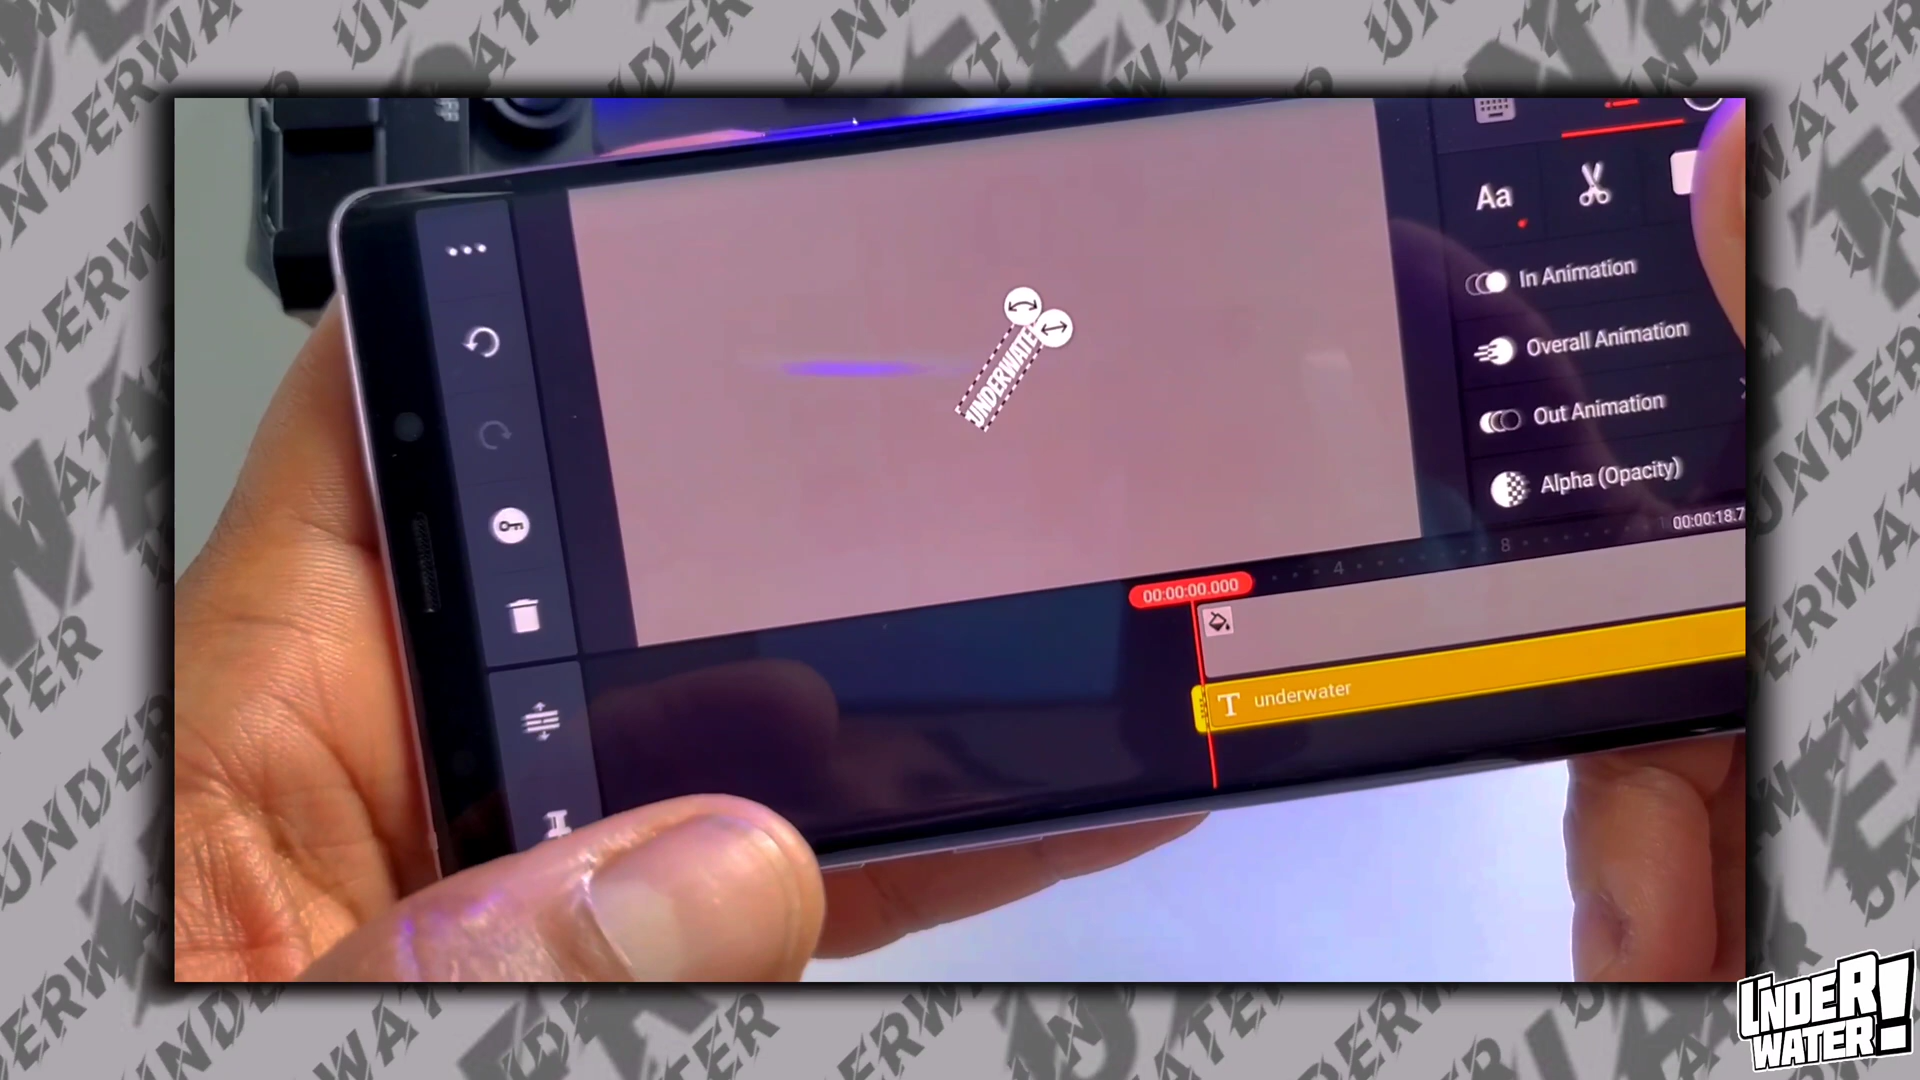 Aa
In Animation
Overall Animation
UNDERWATER
Out Animation
Alpha (Opacity)
00:00:18.7
8
4
00:00:00.000
T underwater
UNDER
WATER!